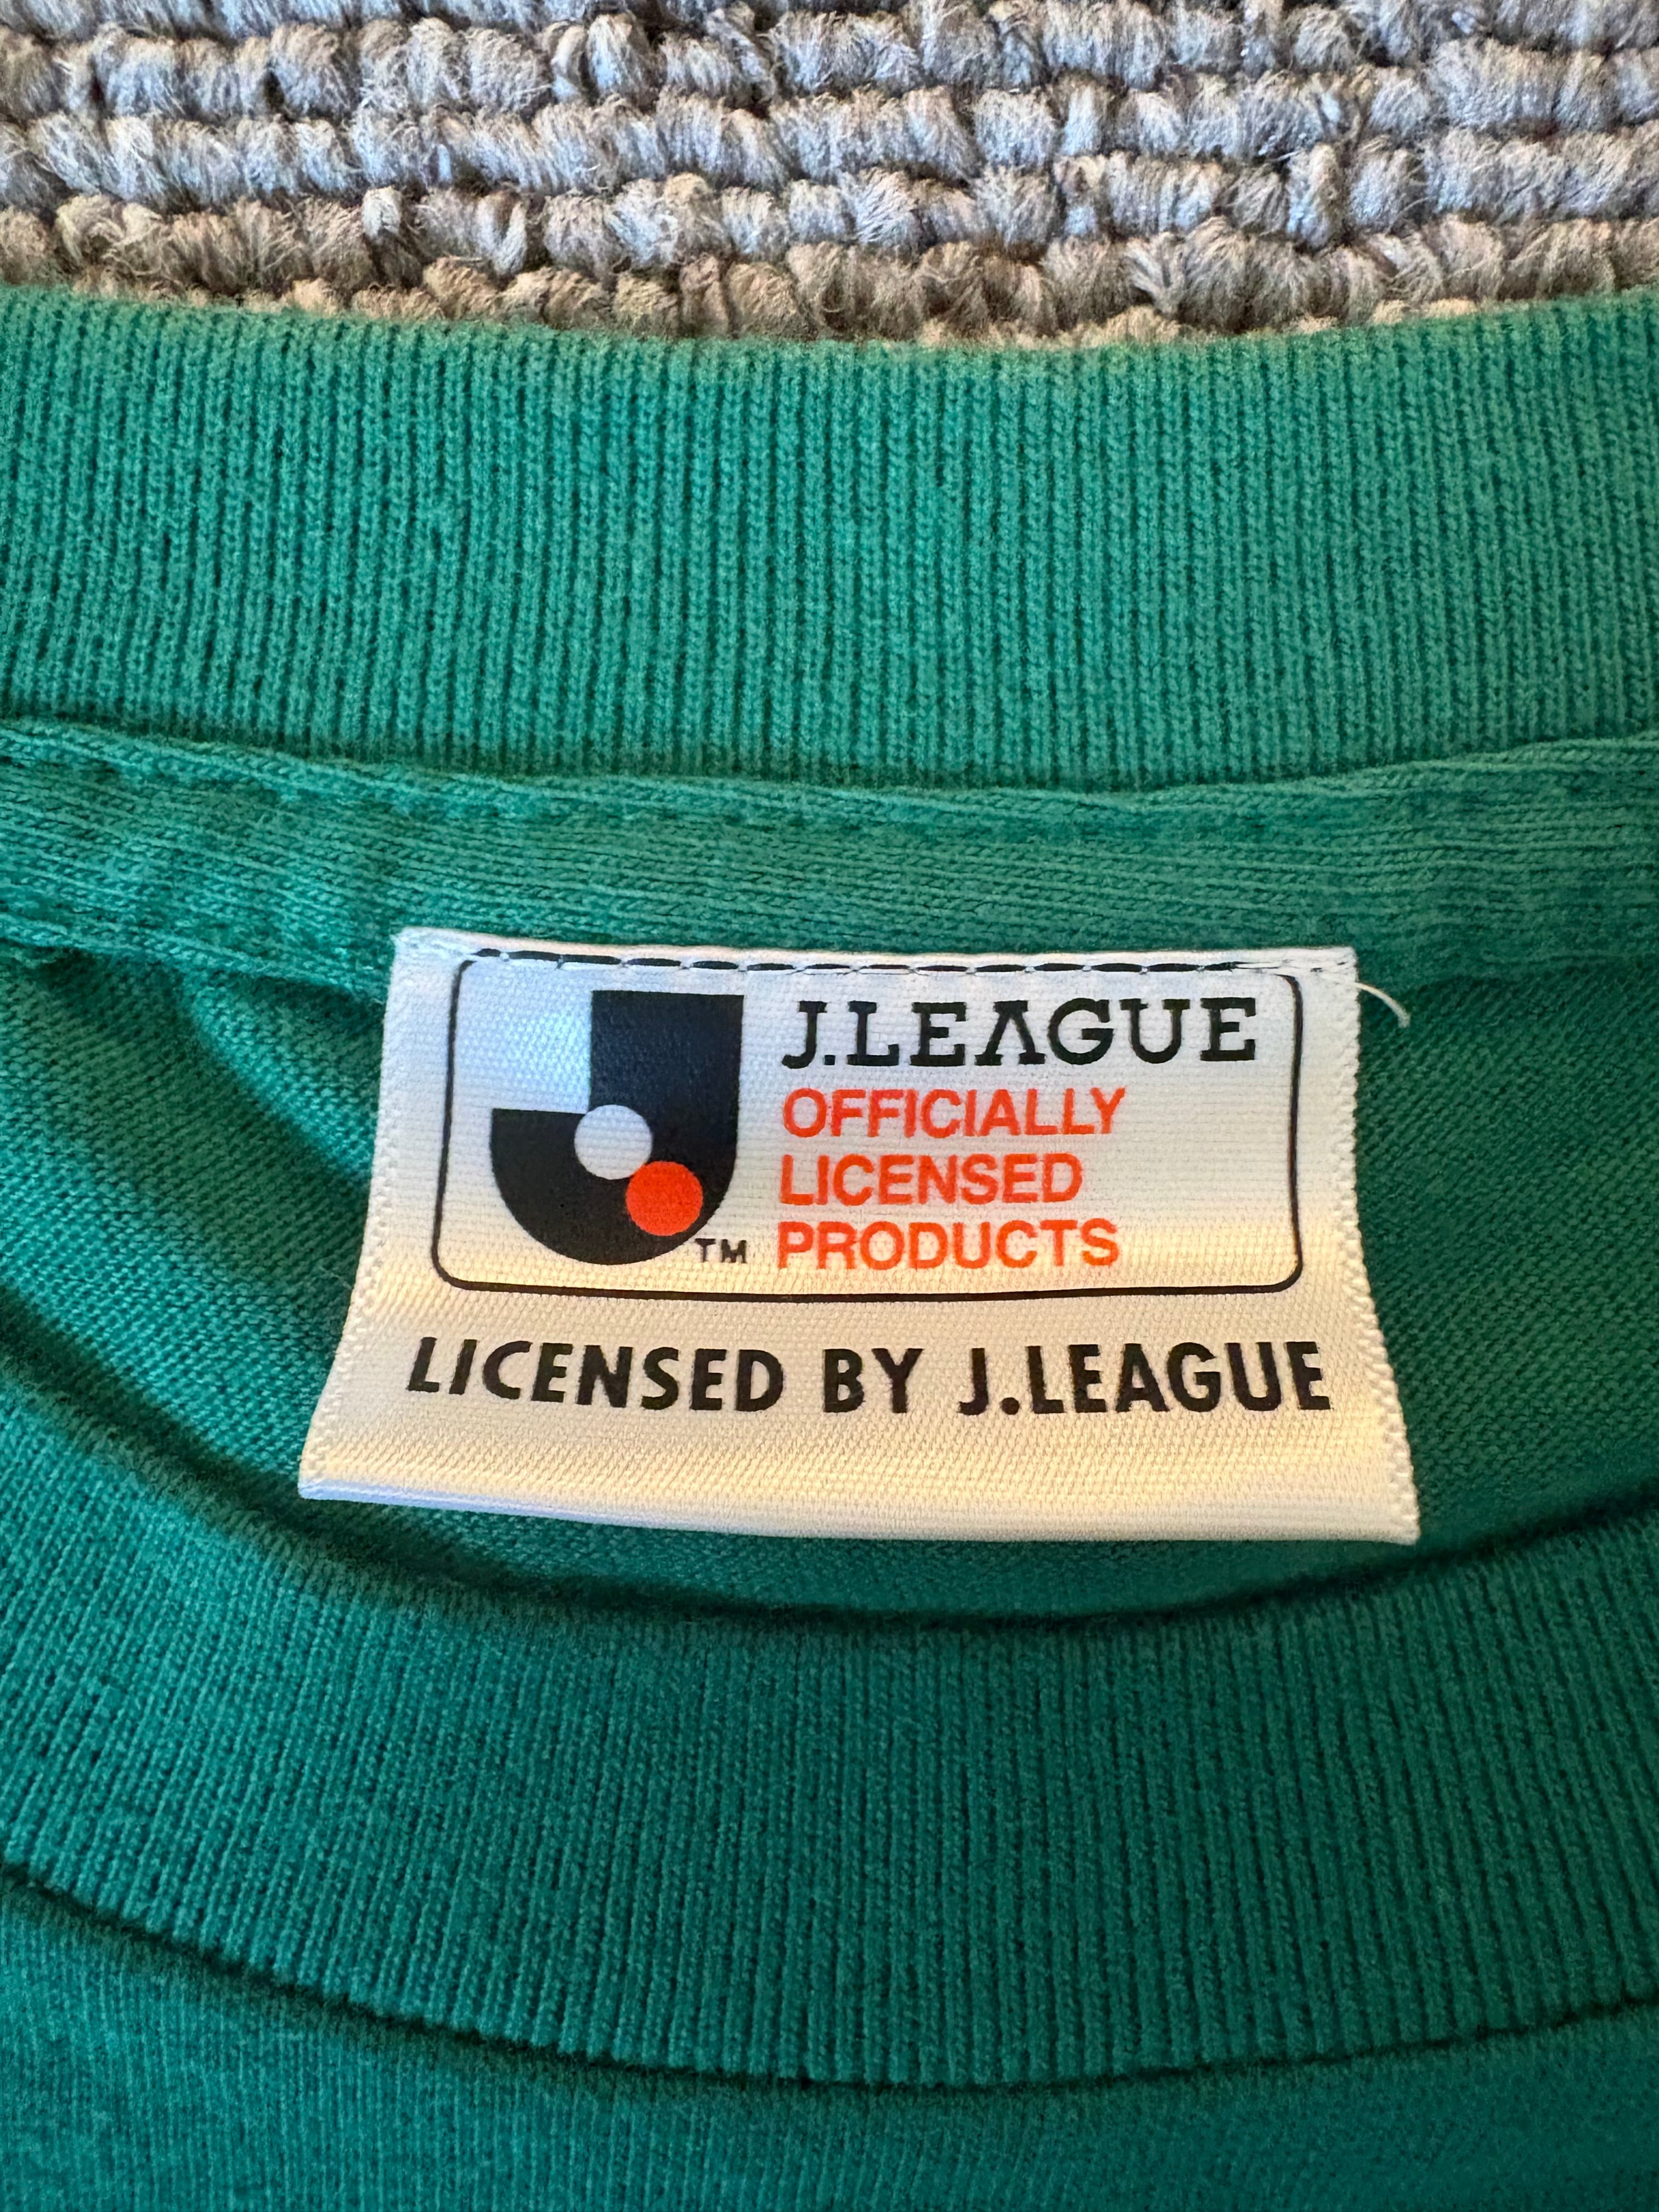 J.LEAGUE
OFFICIALLY
LICENSED
PRODUCTS
TM
LICENSED BY J.LEAGUE